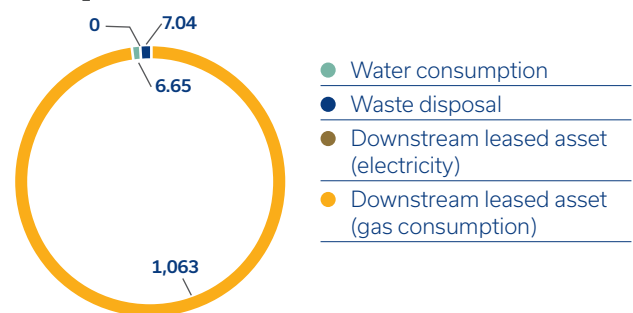 0
7.04
6.65
1,063
Water consumption
Waste disposal
Downstream leased asset
(electricity)
Downstream leased asset
(gas consumption)